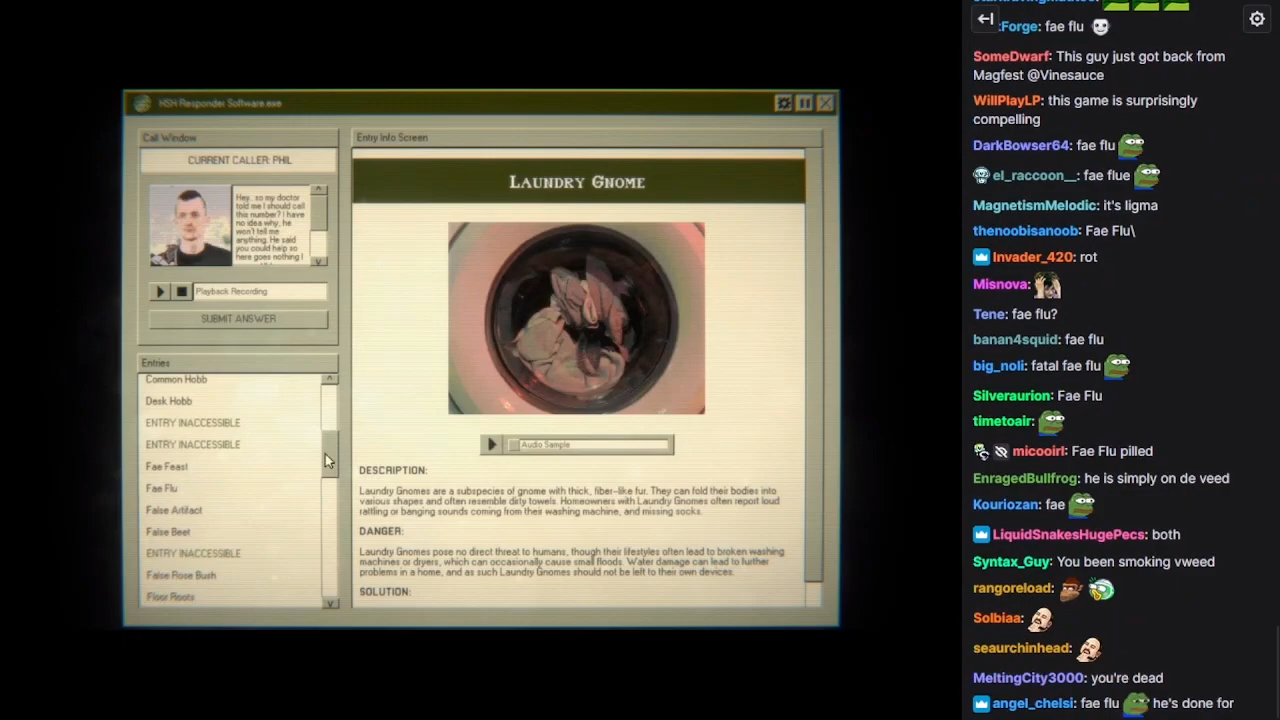 NSH Responder Software.exe
Call Window
CURRENT CALLER: PHIL
Hey.. so my doctor
told me I should call
this number? I have
no idea why, he
won't tell me
anything. He said
you could help so
here goes nothing I
Playback Recording
SUBMIT ANSWER
Entries
Common Hobb
Desk Hobb
ENTRY INACCESSIBLE
ENTRY INACCESSIBLE
Fae Feast
Fae Flu
False Artifact
False Beet
ENTRY INACCESSIBLE
False Rose Bush
Floor Roots
Entry Info Screen
LAUNDRY GNOME
Audio Sample
DESCRIPTION:
Laundry Gnomes are a subspecies of gnome with thick, fiber-like fur. They can fold their bodies into
various shapes and often resemble dirty towels. Homeowners with Laundry Gnomes often report loud
rattling or banging sounds coming from their washing machine, and missing socks.
DANGER:
Laundry Gnomes pose no direct threat to humans, though their lifestyles often lead to broken washing
machines or dryers, which can occasionally cause small floods. Water damage can lead to further
problems in a home, and as such Laundry Gnomes should not be left to their own devices.
SOLUTION:
Forge: fae flu
SomeDwarf: This guy just got back from
Magfest @Vinesauce
WillPlayLP: this game is surprisingly
compelling
DarkBowser64: fae flu
el_raccoon__: fae flue
MagnetismMelodic: it's ligma
thenoobisanoob: Fae Flu\
Invader_420: rot
Misnova:
Tene: fae flu?
banan4squid: fae flu
big_noli: fatal fae flu
Silveraurion: Fae Flu
timetoair:
micooirl: Fae Flu pilled
EnragedBullfrog: he is simply on de veed
Kouriozan: fae
LiquidSnakesHugePecs: both
Syntax_Guy: You been smoking vweed
rangoreload:
Solbiaa:
seaurchinhead:
MeltingCity3000: you're dead
angel_chelsi: fae flu he's done for